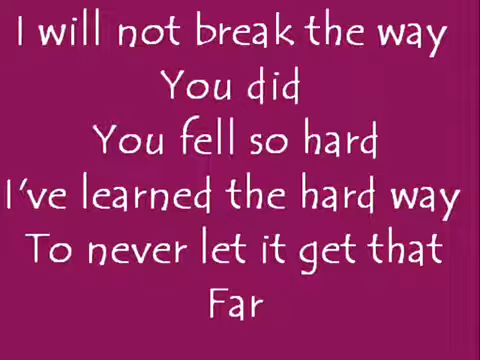 I will not break the way
You did
You fell so hard
I've learned the hard way
To never let it get that
Far